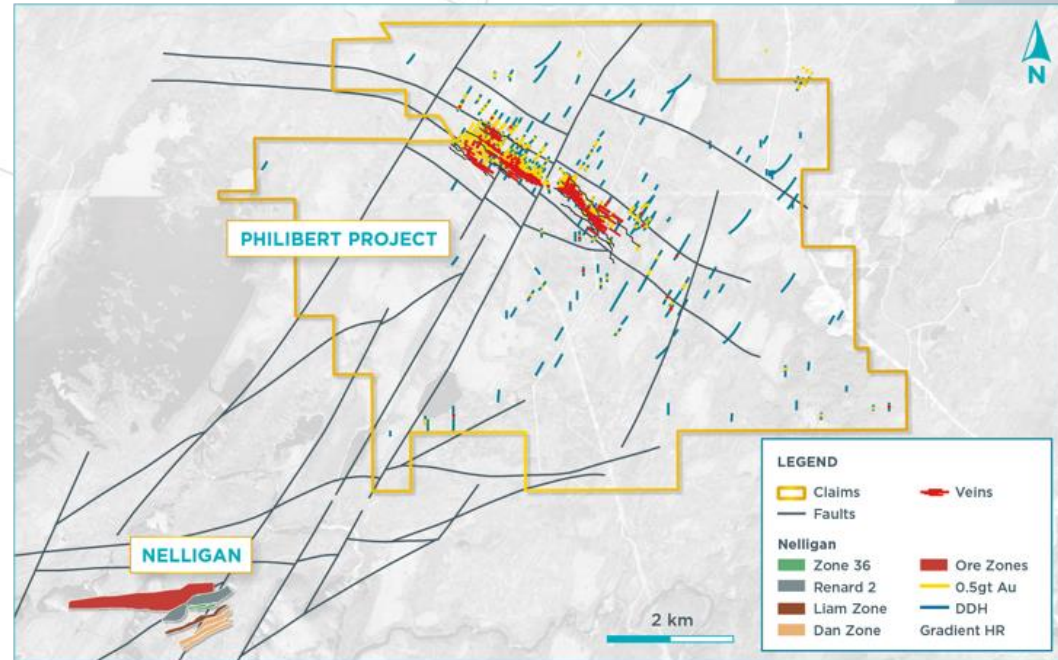 N
PHILIBERT PROJECT
NELLIGAN
2 km
LEGEND
Claims
Veins
Faults
Nelligan
Zone 36
Ore Zones
Renard 2
0.5gt Au
Liam Zone
DDH
Dan Zone
Gradient HR